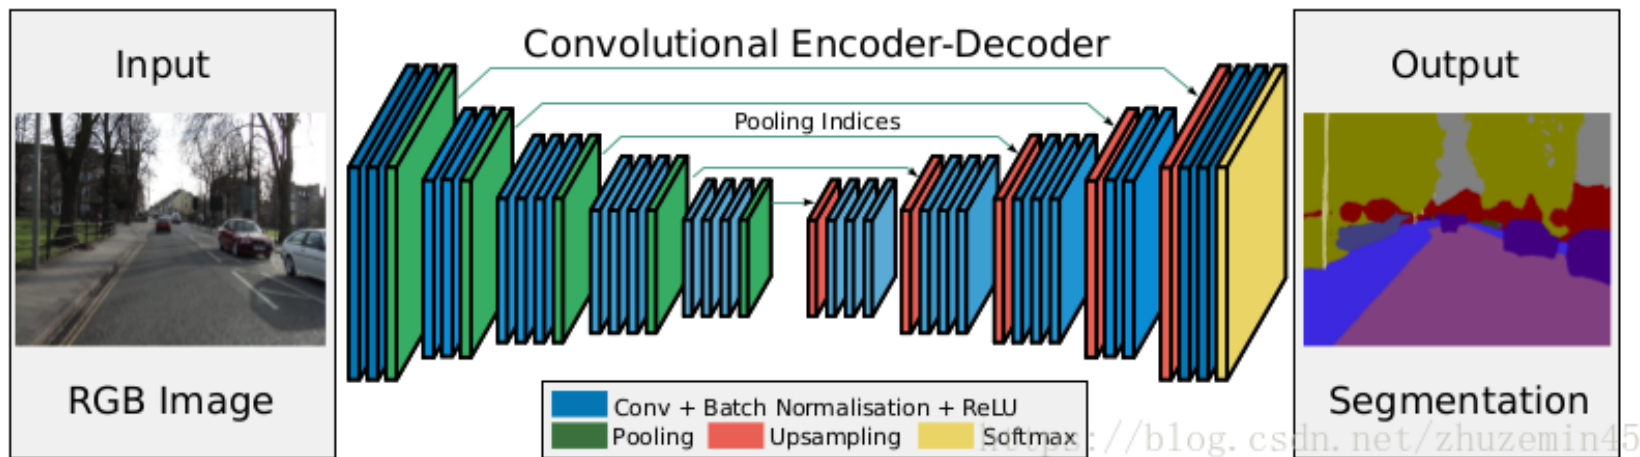 Input
RGB Image
Convolutional Encoder-Decoder
Pooling Indices
Conv + Batch Normalisation + ReLU
Pooling Upsampling Softmax
Output
Segmentation
https://blog.csdn.net/zhuzemin45